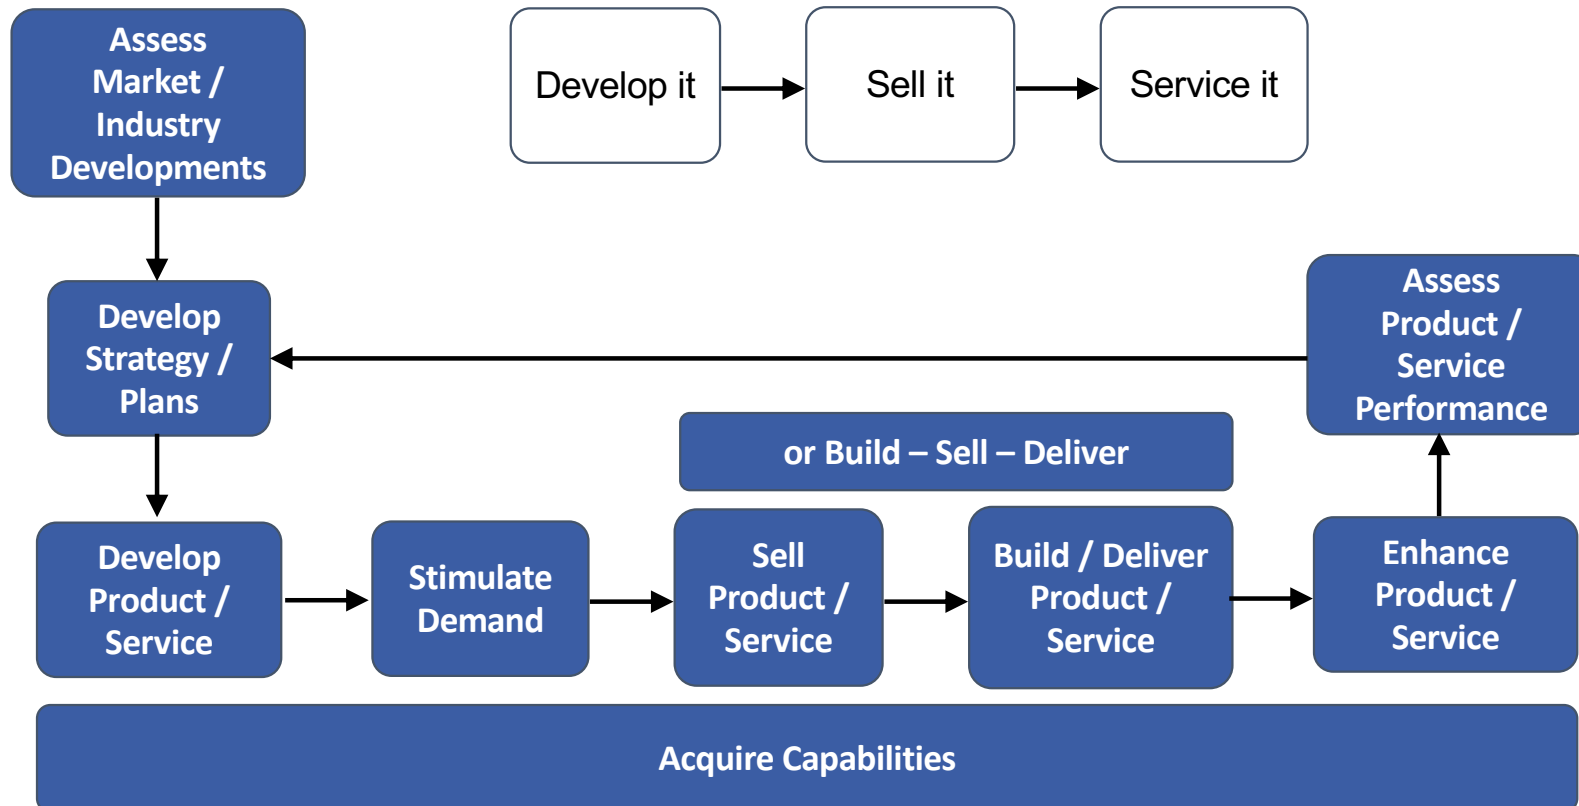 Assess
Market /
Industry
Developments
Develop it
Sell it
Service it
Develop
Strategy /
Plans
Assess
Product /
Service
Performance
or Build – Sell – Deliver
Develop
Product /
Service
Stimulate
Demand
Sell
Product /
Service
Build / Deliver
Product /
Service
Enhance
Product /
Service
Acquire Capabilities